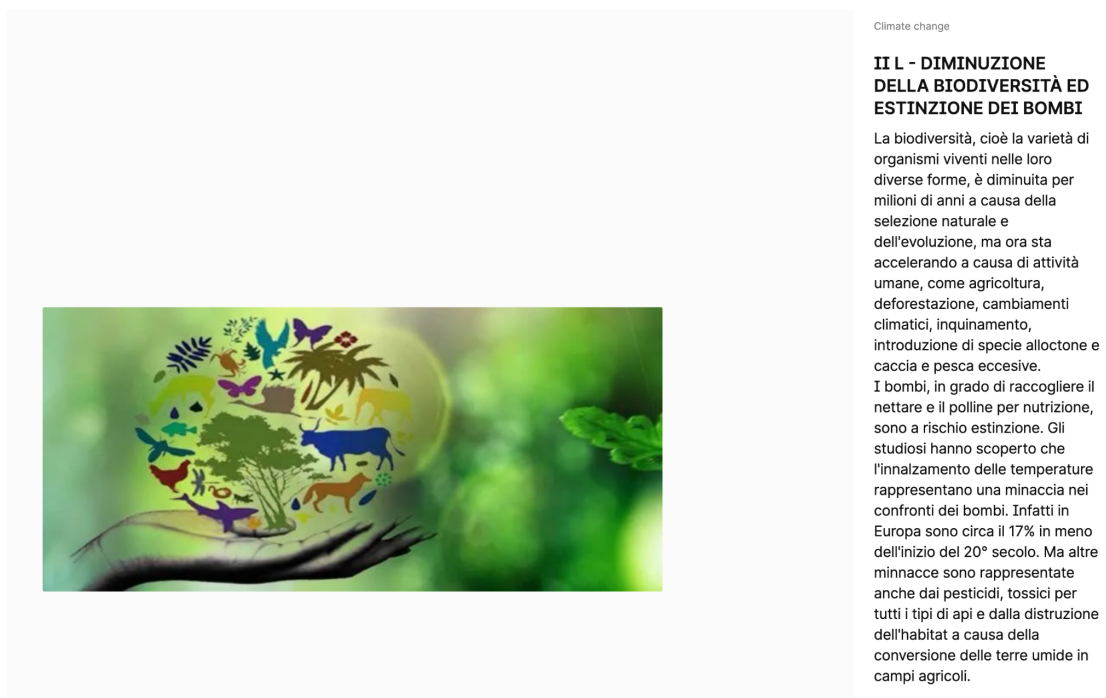 Climate change
II L - DIMINUZIONE
DELLA BIODIVERSITÀ ED
ESTINZIONE DEI BOMBI
La biodiversità, cioè la varietà di
organismi viventi nelle loro
diverse forme, è diminuita per
milioni di anni a causa della
selezione naturale e
dell'evoluzione, ma ora sta
accelerando a causa di attività
umane, come agricoltura,
deforestazione, cambiamenti
climatici, inquinamento,
introduzione di specie alloctone e
caccia e pesca eccesive.
I bombi, in grado di raccogliere il
nettare e il polline per nutrizione,
sono a rischio estinzione. Gli
studiosi hanno scoperto che
l'innalzamento delle temperature
rappresentano una minaccia nei
confronti dei bombi. Infatti in
Europa sono circa il 17% in meno
dell'inizio del 20° secolo. Ma altre
minnacce sono rappresentate
anche dai pesticidi, tossici per
tutti i tipi di api e dalla distruzione
dell'habitat a causa della
conversione delle terre umide in
campi agricoli.